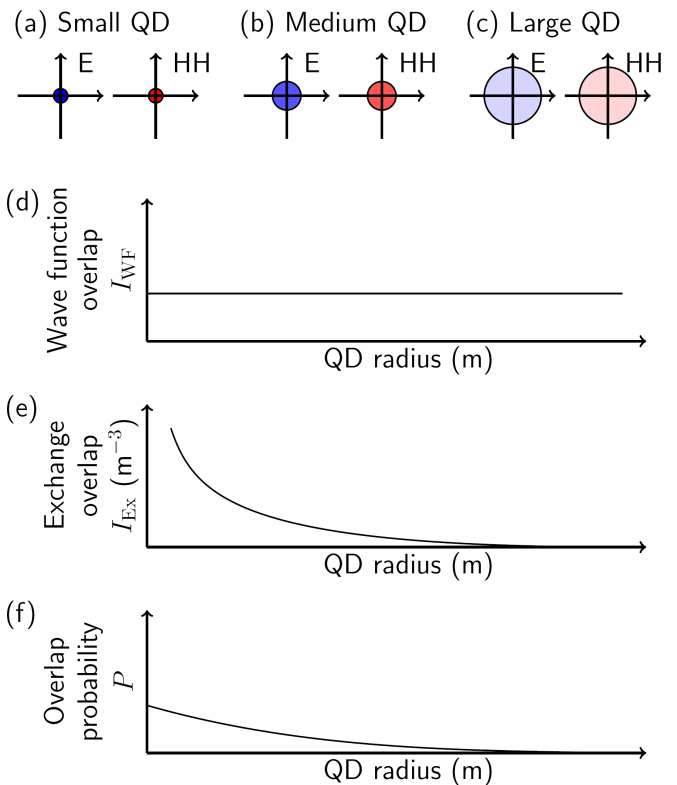 (a) Small QD
(b) Medium QD
(c) Large QD
E
HH
E
HH
E
HH
(d)
Wave function
overlap
I_WF
QD radius (m)
(e)
Exchange
overlap
I_Ex (m⁻³)
QD radius (m)
(f)
Overlap
probability
P
QD radius (m)